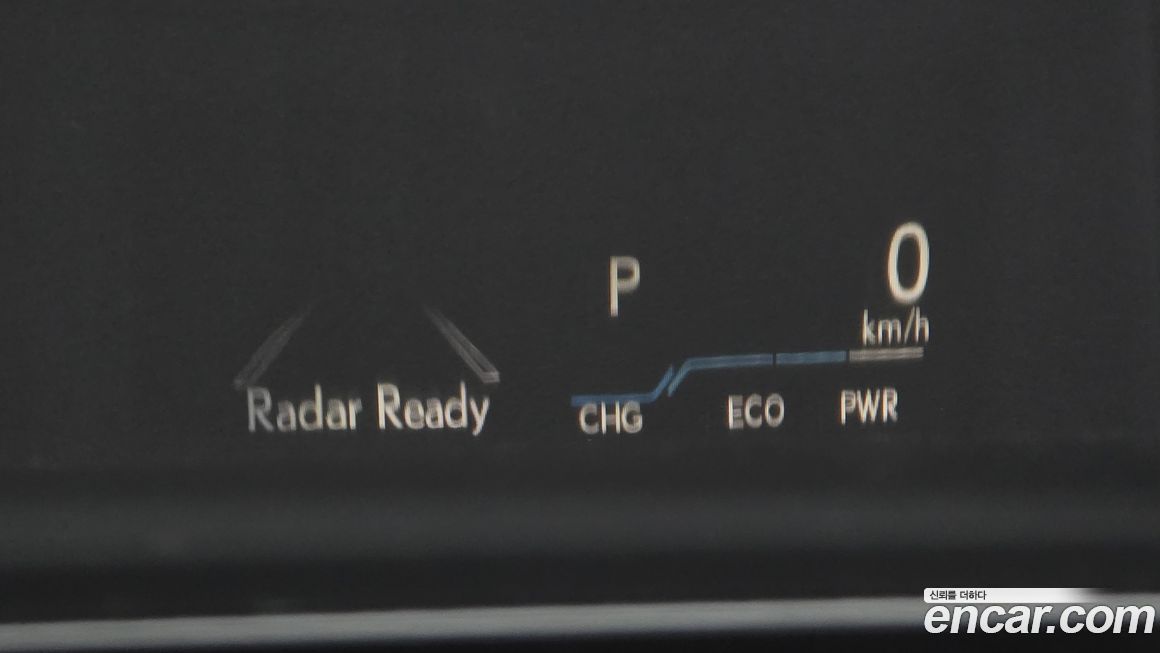 P
0
km/h
Radar Ready
CHG
ECO
PWR
신뢰를 더하다
encar.com